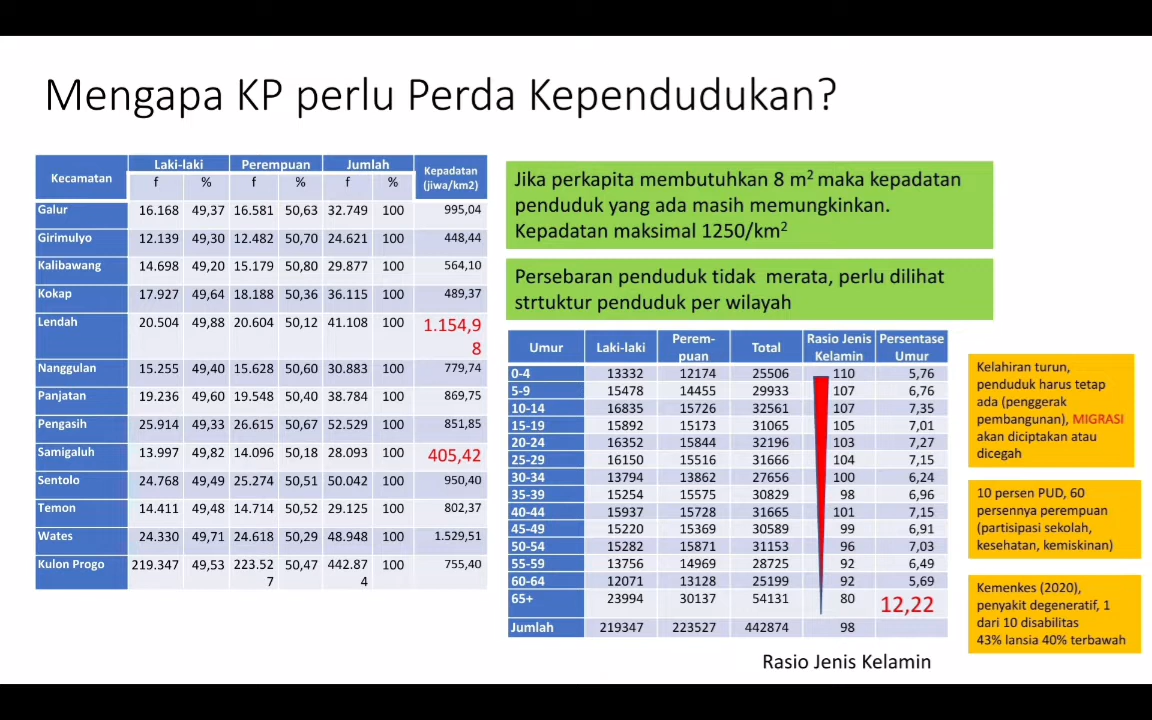 Mengapa KP perlu Perda Kependudukan?
Kecamatan Laki-laki Perempuan Jumlah Kepadatan (jiwa/km2)
f % f % f %
Galur 16.168 49,37 16.581 50,63 32.749 100 995,04
Girimulyo 12.139 49,30 12.482 50,70 24.621 100 448,44
Kalibawang 14.698 49,20 15.179 50,80 29.877 100 564,10
Kokap 17.927 49,64 18.188 50,36 36.115 100 489,37
Lendah 20.504 49,88 20.604 50,12 41.108 100 1.154,98
Nanggulan 15.255 49,40 15.628 50,60 30.883 100 779,74
Panjatan 19.236 49,60 19.548 50,40 38.784 100 869,75
Pengasih 25.914 49,33 26.615 50,67 52.529 100 851,85
Samigaluh 13.997 49,82 14.096 50,18 28.093 100 405,42
Sentolo 24.768 49,49 25.274 50,51 50.042 100 950,40
Temon 14.411 49,48 14.714 50,52 29.125 100 802,37
Wates 24.330 49,71 24.618 50,29 48.948 100 1.529,51
Kulon Progo 219.347 49,53 223.527 50,47 442.874 100 755,40
Jika perkapita membutuhkan 8 m² maka kepadatan
penduduk yang ada masih memungkinkan.
Kepadatan maksimal 1250/km²
Persebaran penduduk tidak merata, perlu dilihat
strtuktur penduduk per wilayah
Umur Laki-laki Perem-puan Total Rasio Jenis Kelamin Persentase Umur
0-4 13332 12174 25506 110 5,76
5-9 15478 14455 29933 107 6,76
10-14 16835 15726 32561 107 7,35
15-19 15892 15173 31065 105 7,01
20-24 16352 15844 32196 103 7,27
25-29 16150 15516 31666 104 7,15
30-34 13794 13862 27656 100 6,24
35-39 15254 15575 30829 98 6,96
40-44 15937 15728 31665 101 7,15
45-49 15220 15369 30589 99 6,91
50-54 15282 15871 31153 96 7,03
55-59 13756 14969 28725 92 6,49
60-64 12071 13128 25199 92 5,69
65+ 23994 30137 54131 80 12,22
Jumlah 219347 223527 442874 98
Rasio Jenis Kelamin
Kelahiran turun,
penduduk harus tetap
ada (penggerak
pembangunan), MIGRASI
akan diciptakan atau
dicegah
10 persen PUD, 60
persennya perempuan
(partisipasi sekolah,
kesehatan, kemiskinan)
Kemenkes (2020),
penyakit degeneratif, 1
dari 10 disabilitas
43% lansia 40% terbawah